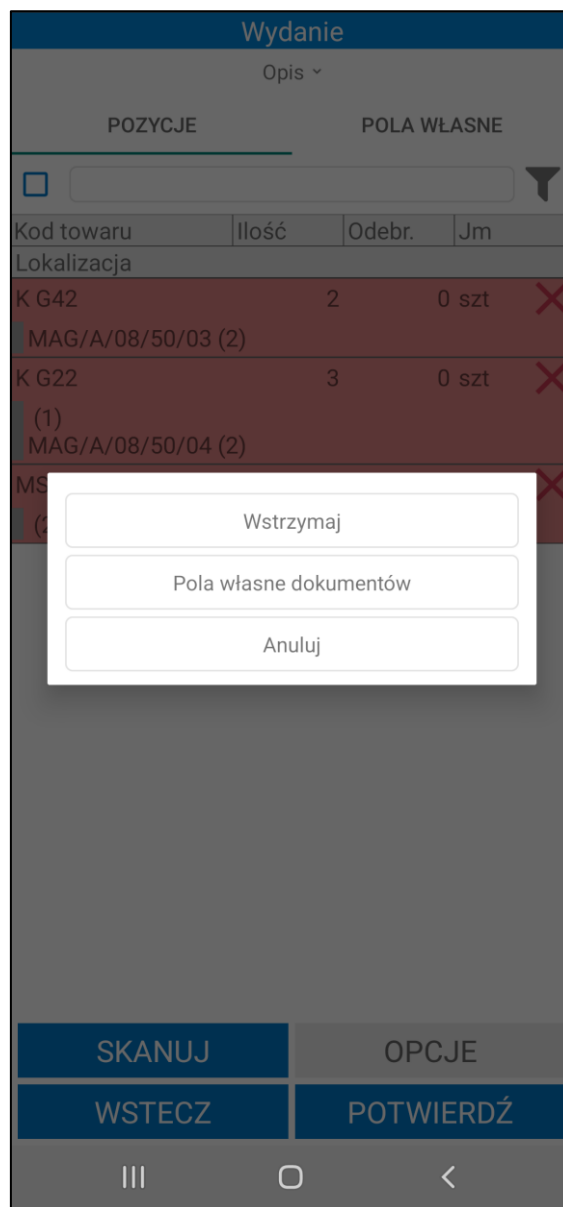 Wydanie
Opis
POZYCJE POLA WŁASNE
Kod towaru Ilość Odebr. Jm
Lokalizacja
K G42 2 0 szt
MAG/A/08/50/03 (2)
K G22 3 0 szt
(1)
MAG/A/08/50/04 (2)
MS
Wstrzymaj
Pola własne dokumentów
Anuluj
SKANUJ OPCJE
WSTECZ POTWIERDŹ